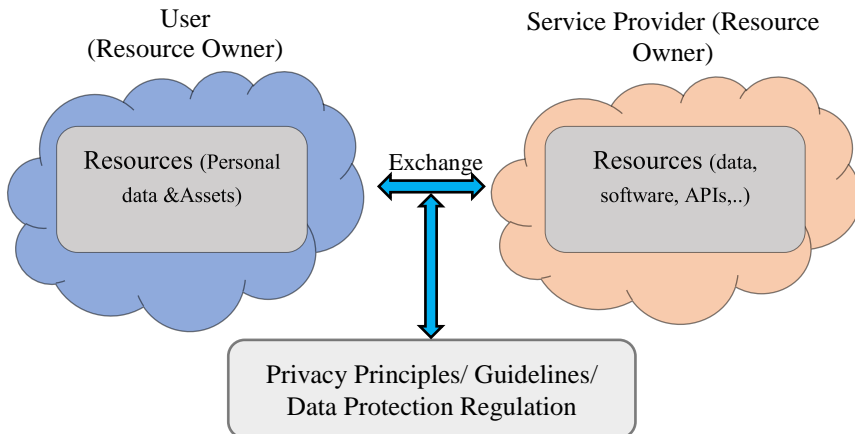 User
(Resource Owner)
Service Provider (Resource
Owner)
Resources (Personal
data &Assets)
Exchange
Resources (data,
software, APIs,..)
Privacy Principles/ Guidelines/
Data Protection Regulation